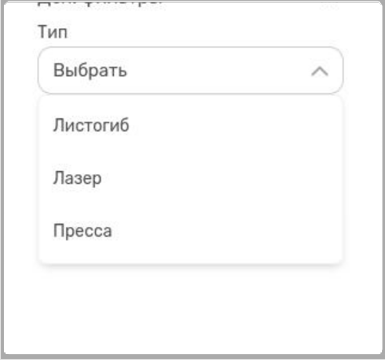 Тип
Выбрать
Листогиб
Лазер
Пресса